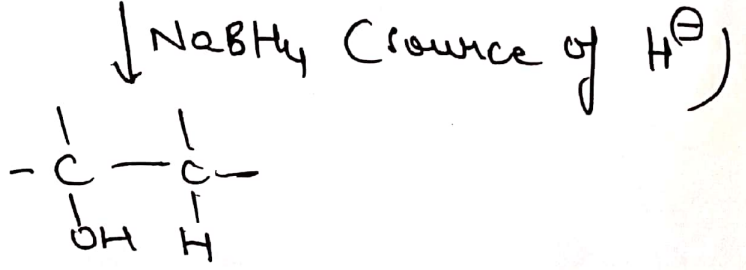 ↓ NaBH4 (source of H⊖)
- C — C -
OH H